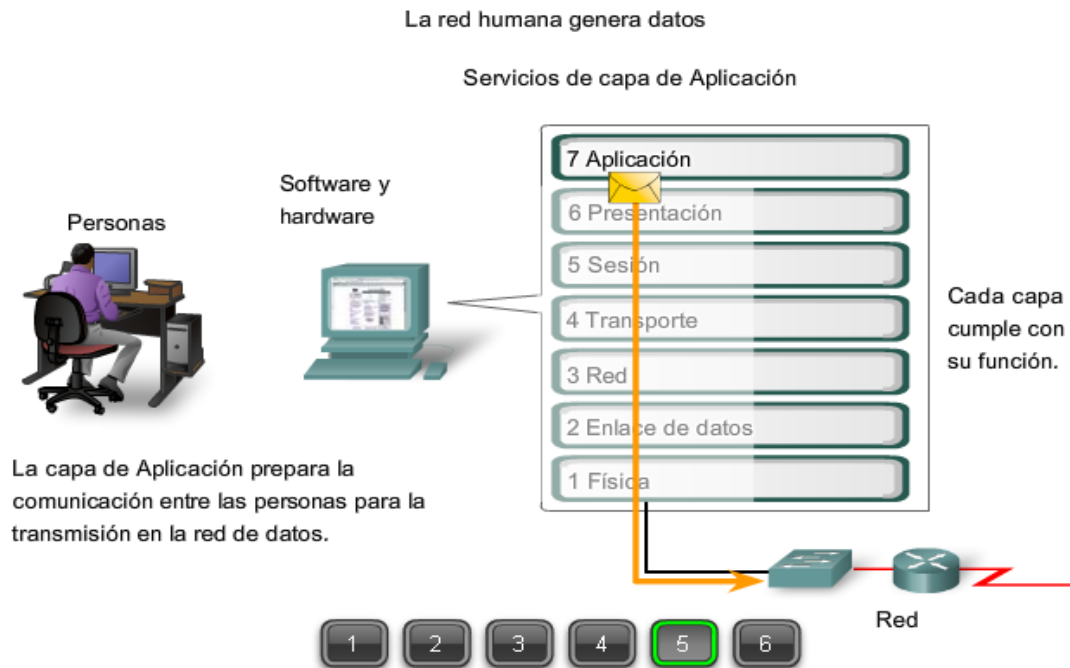 La red humana genera datos
Servicios de capa de Aplicación
7 Aplicación
Software y
hardware
6 Presentación
Personas
5 Sesión
4 Transporte
Cada capa
cumple con
su función.
3 Red
2 Enlace de datos
1 Física
La capa de Aplicación prepara la
comunicación entre las personas para la
transmisión en la red de datos.
Red
1 2 3 4 5 6